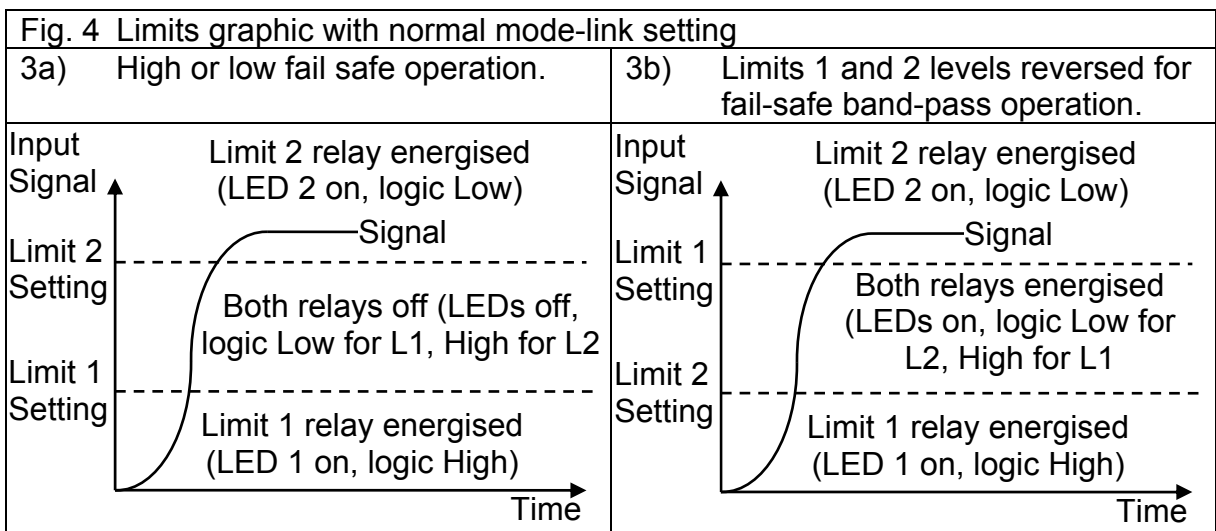 Fig. 4 Limits graphic with normal mode-link setting
3a) High or low fail safe operation.
Input
Signal
Limit 2 relay energised
(LED 2 on, logic Low)
Signal
Limit 2
Setting
Both relays off (LEDs off,
logic Low for L1, High for L2
Limit 1
Setting
Limit 1 relay energised
(LED 1 on, logic High)
Time
3b) Limits 1 and 2 levels reversed for
fail-safe band-pass operation.
Input
Signal
Limit 2 relay energised
(LED 2 on, logic Low)
Signal
Limit 1
Setting
Both relays energised
(LEDs on, logic Low for
L2, High for L1
Limit 2
Setting
Limit 1 relay energised
(LED 1 on, logic High)
Time